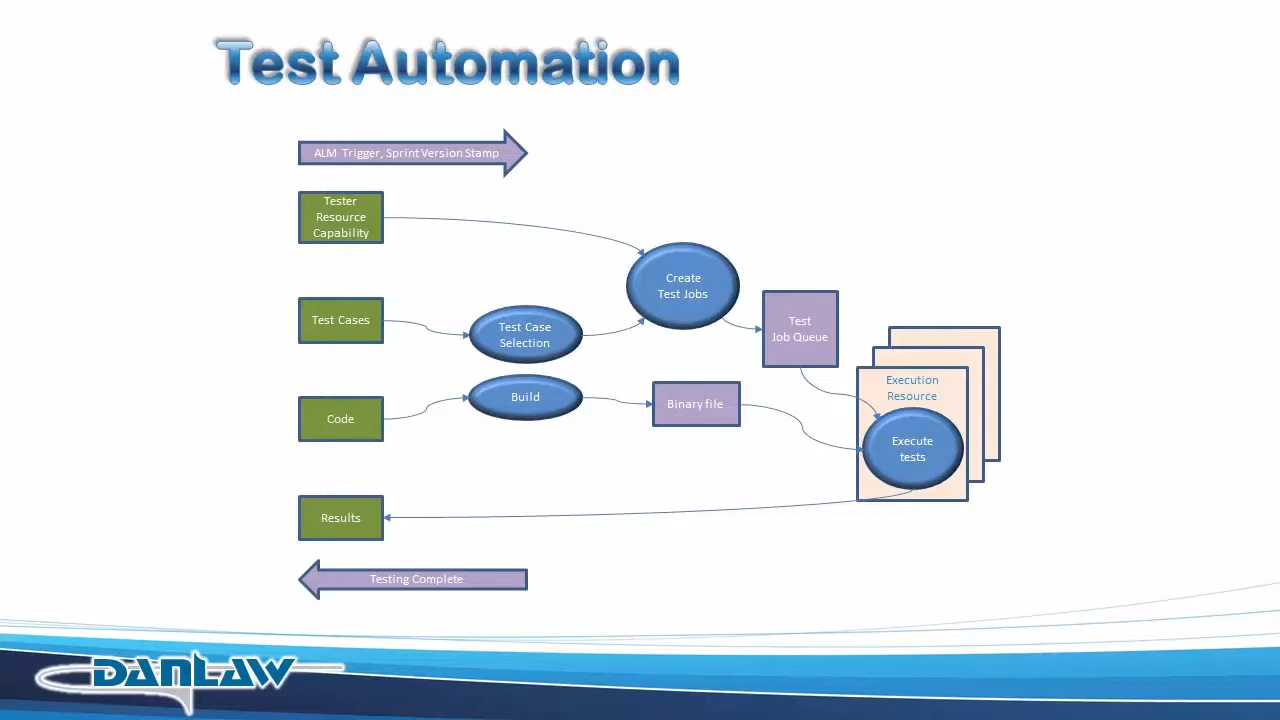 Test Automation
ALM Trigger, Sprint Version Stamp
Tester
Resource
Capability
Create
Test Jobs
Test Cases
Test Case
Selection
Test
Job Queue
Execution
Resource
Code
Build
Binary file
Execute
tests
Results
Testing Complete
DANLAW